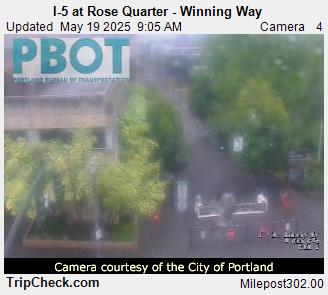 I-5 at Rose Quarter - Winning Way
Updated May 19 2025 9:05 AM Camera 4
PBOT
PORTLAND BUREAU OF TRANSPORTATION
Camera courtesy of the City of Portland
TripCheck.com Milepost302.00